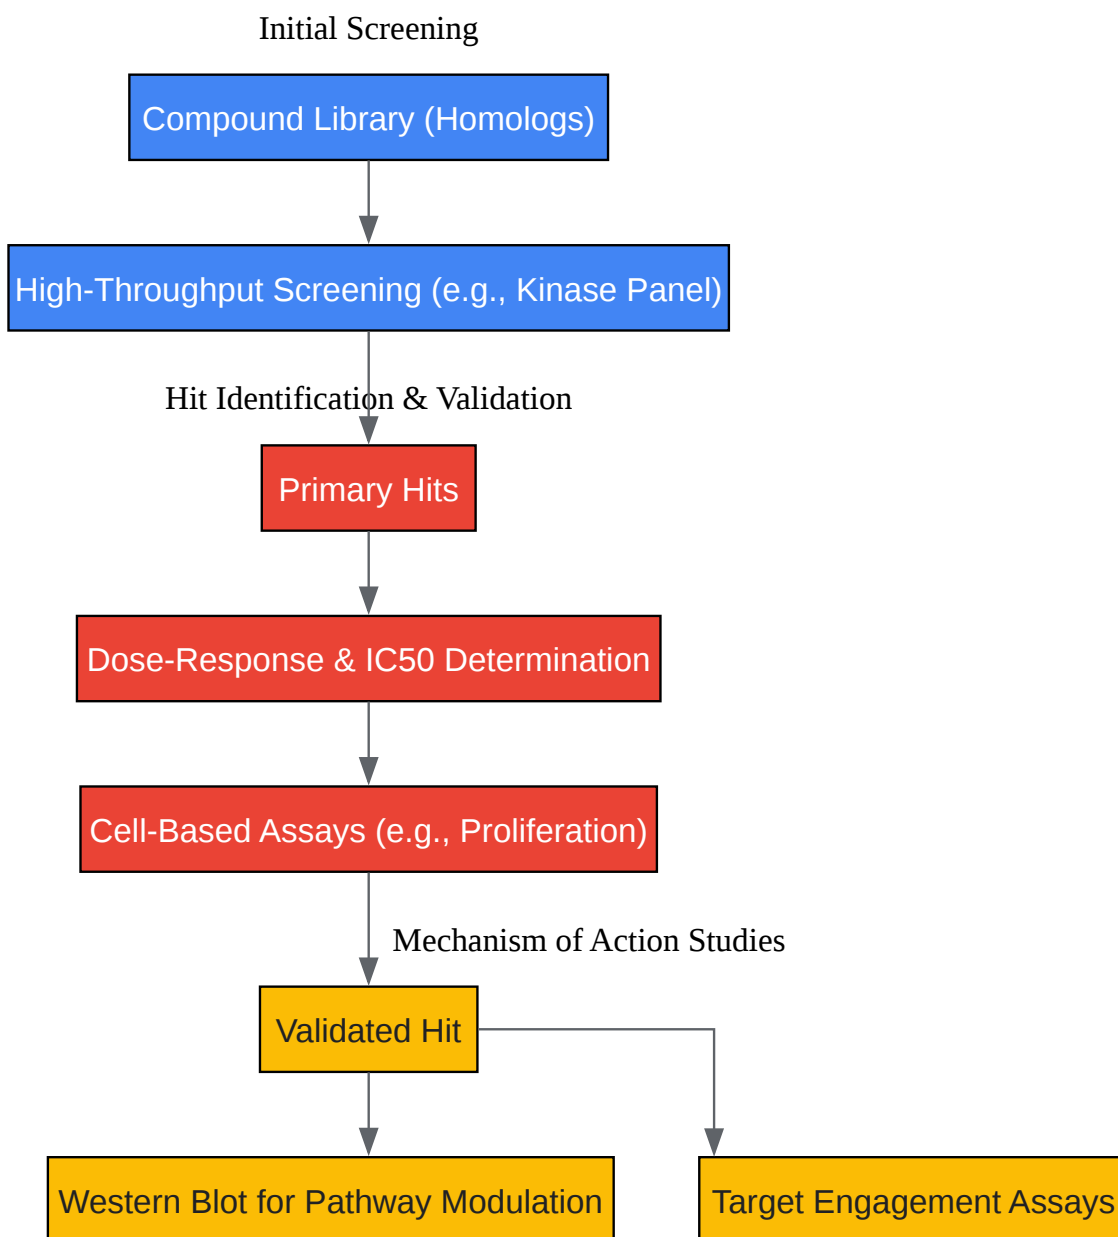 Initial Screening
Compound Library (Homologs)
High-Throughput Screening (e.g., Kinase Panel)
Hit Identification & Validation
Primary Hits
Dose-Response & IC50 Determination
Cell-Based Assays (e.g., Proliferation)
Mechanism of Action Studies
Validated Hit
Western Blot for Pathway Modulation
Target Engagement Assays